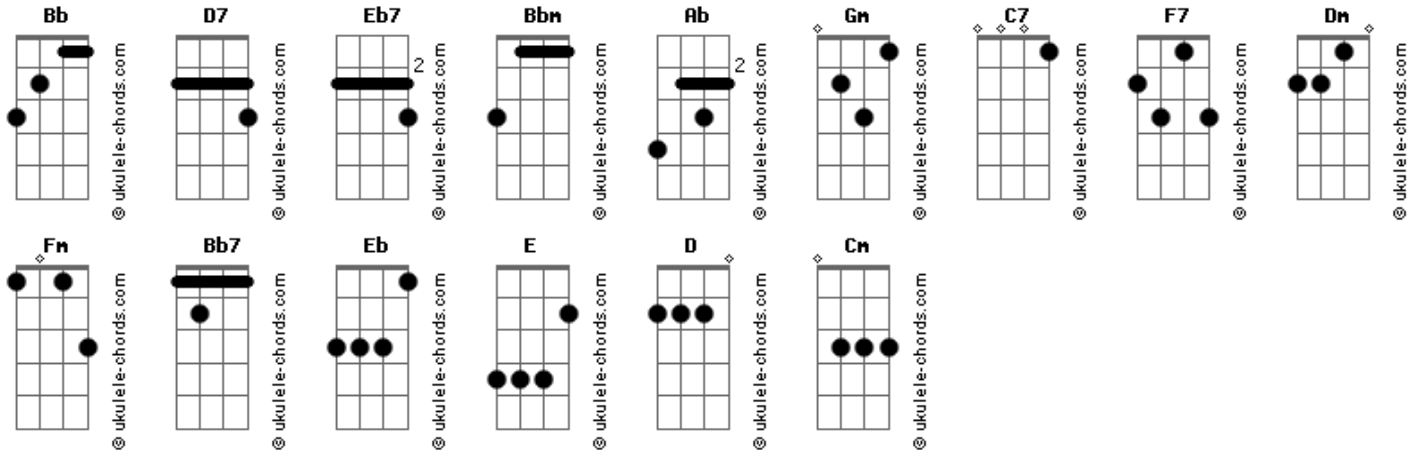 Bb D7 Eb7 Bbm Ab Gm C7 F7 Dm
2 2
© ukulele-chords.com © ukulele-chords.com © ukulele-chords.com © ukulele-chords.com © ukulele-chords.com © ukulele-chords.com © ukulele-chords.com © ukulele-chords.com © ukulele-chords.com
Fm Bb7 Eb E D Cm
© ukulele-chords.com © ukulele-chords.com © ukulele-chords.com © ukulele-chords.com © ukulele-chords.com © ukulele-chords.com